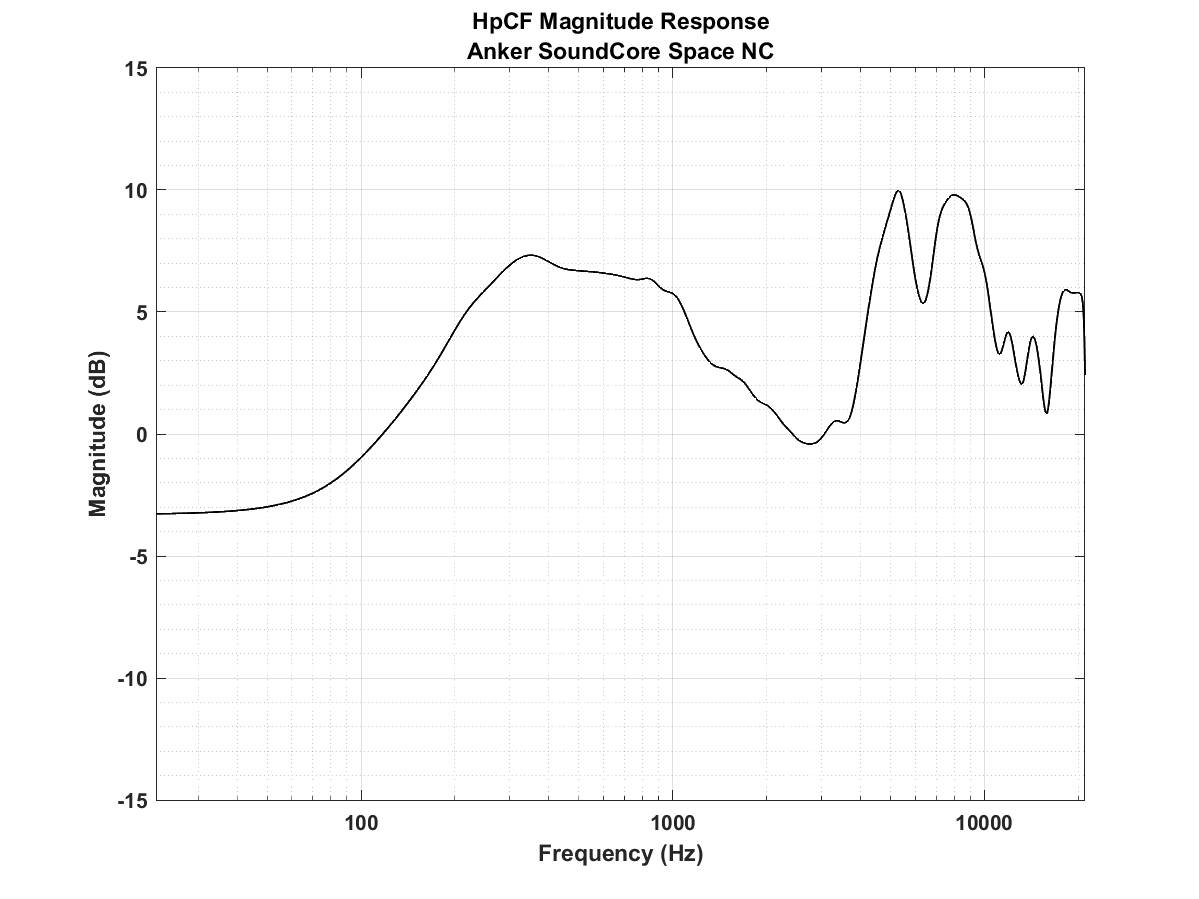 HpCF Magnitude Response
Anker SoundCore Space NC
15
10
5
0
-5
-10
-15
Magnitude (dB)
100 1000 10000
Frequency (Hz)